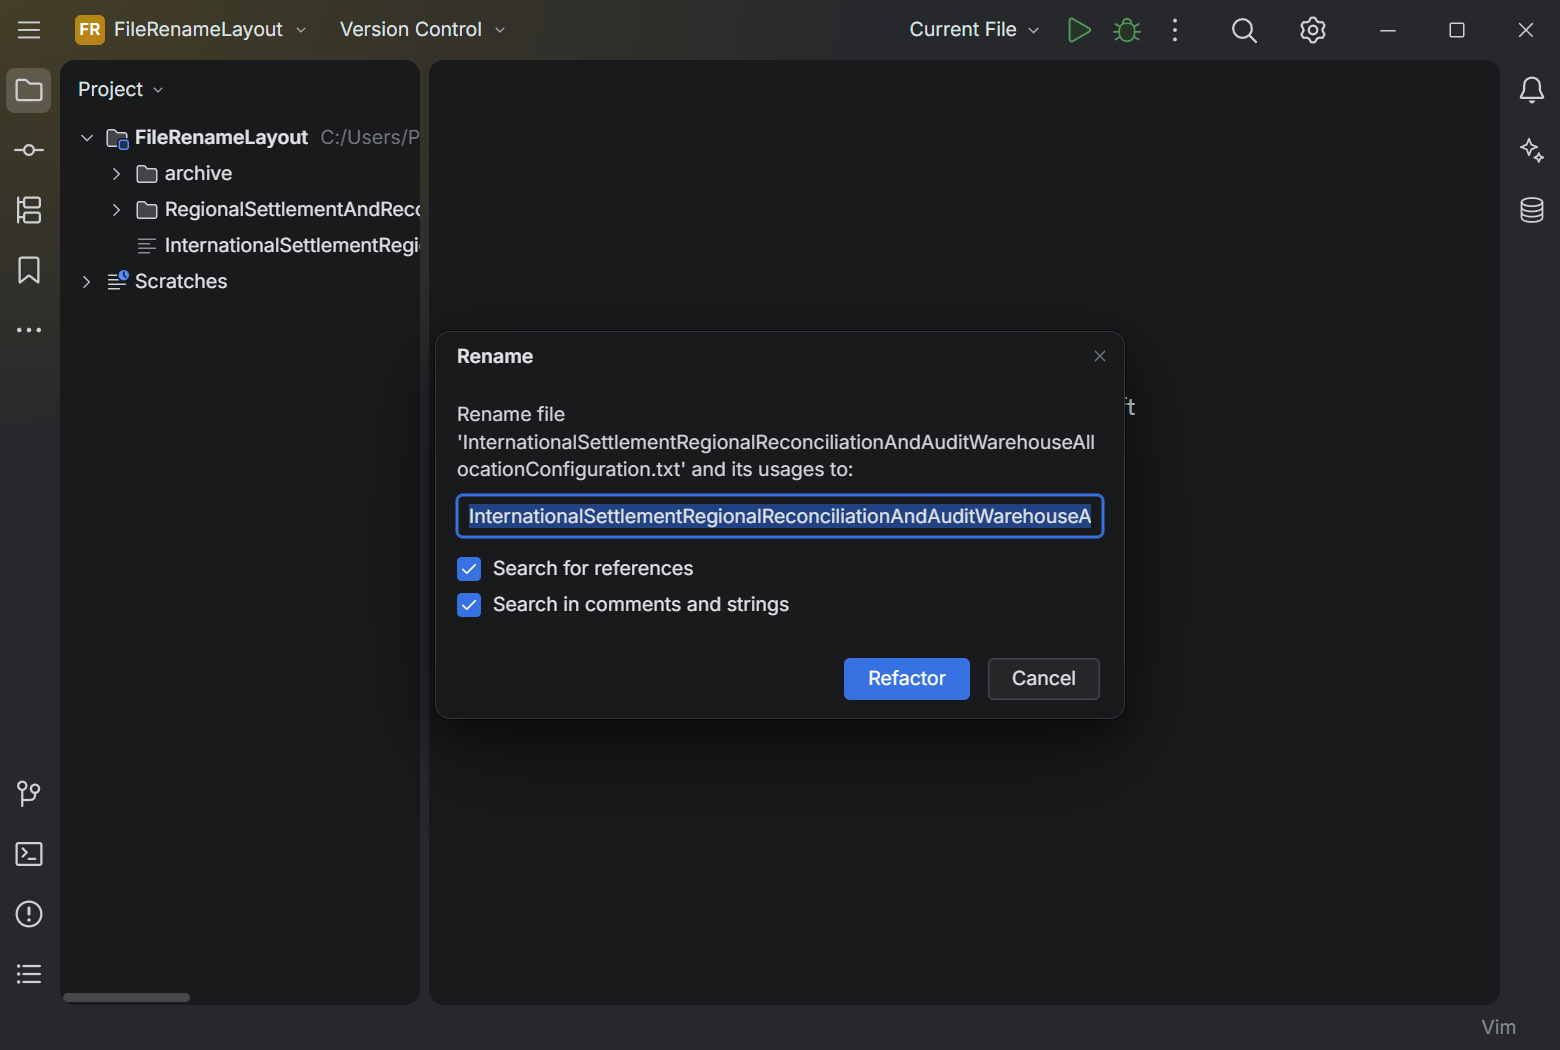 FR FileRenameLayout Version Control Current File
Project
FileRenameLayout C:/Users/P
archive
RegionalSettlementAndReco
InternationalSettlementRegi
Scratches
Rename
Rename file
'InternationalSettlementRegionalReconciliationAndAuditWarehouseAll
ocationConfiguration.txt' and its usages to:
InternationalSettlementRegionalReconciliationAndAuditWarehouseA
Search for references
Search in comments and strings
Refactor Cancel
Vim